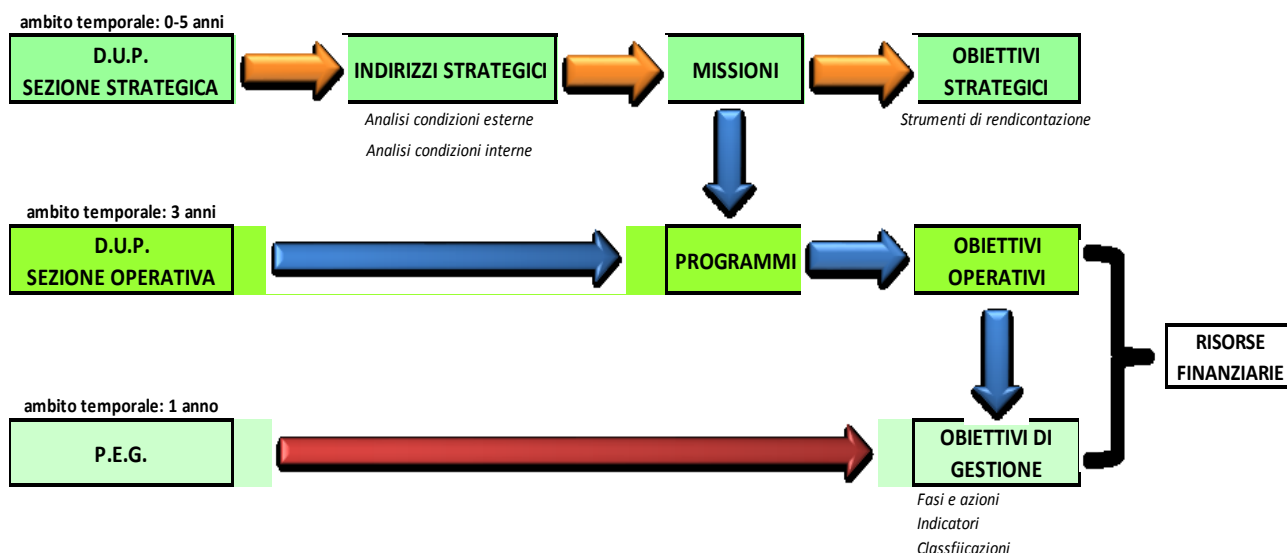 ambito temporale: 0-5 anni
D.U.P.
SEZIONE STRATEGICA
INDIRIZZI STRATEGICI
MISSIONI
OBIETTIVI
STRATEGICI
Analisi condizioni esterne
Analisi condizioni interne
Strumenti di rendicontazione
ambito temporale: 3 anni
D.U.P.
SEZIONE OPERATIVA
PROGRAMMI
OBIETTIVI
OPERATIVI
RISORSE
FINANZIARIE
ambito temporale: 1 anno
P.E.G.
OBIETTIVI DI
GESTIONE
Fasi e azioni
Indicatori
Classfiicazioni